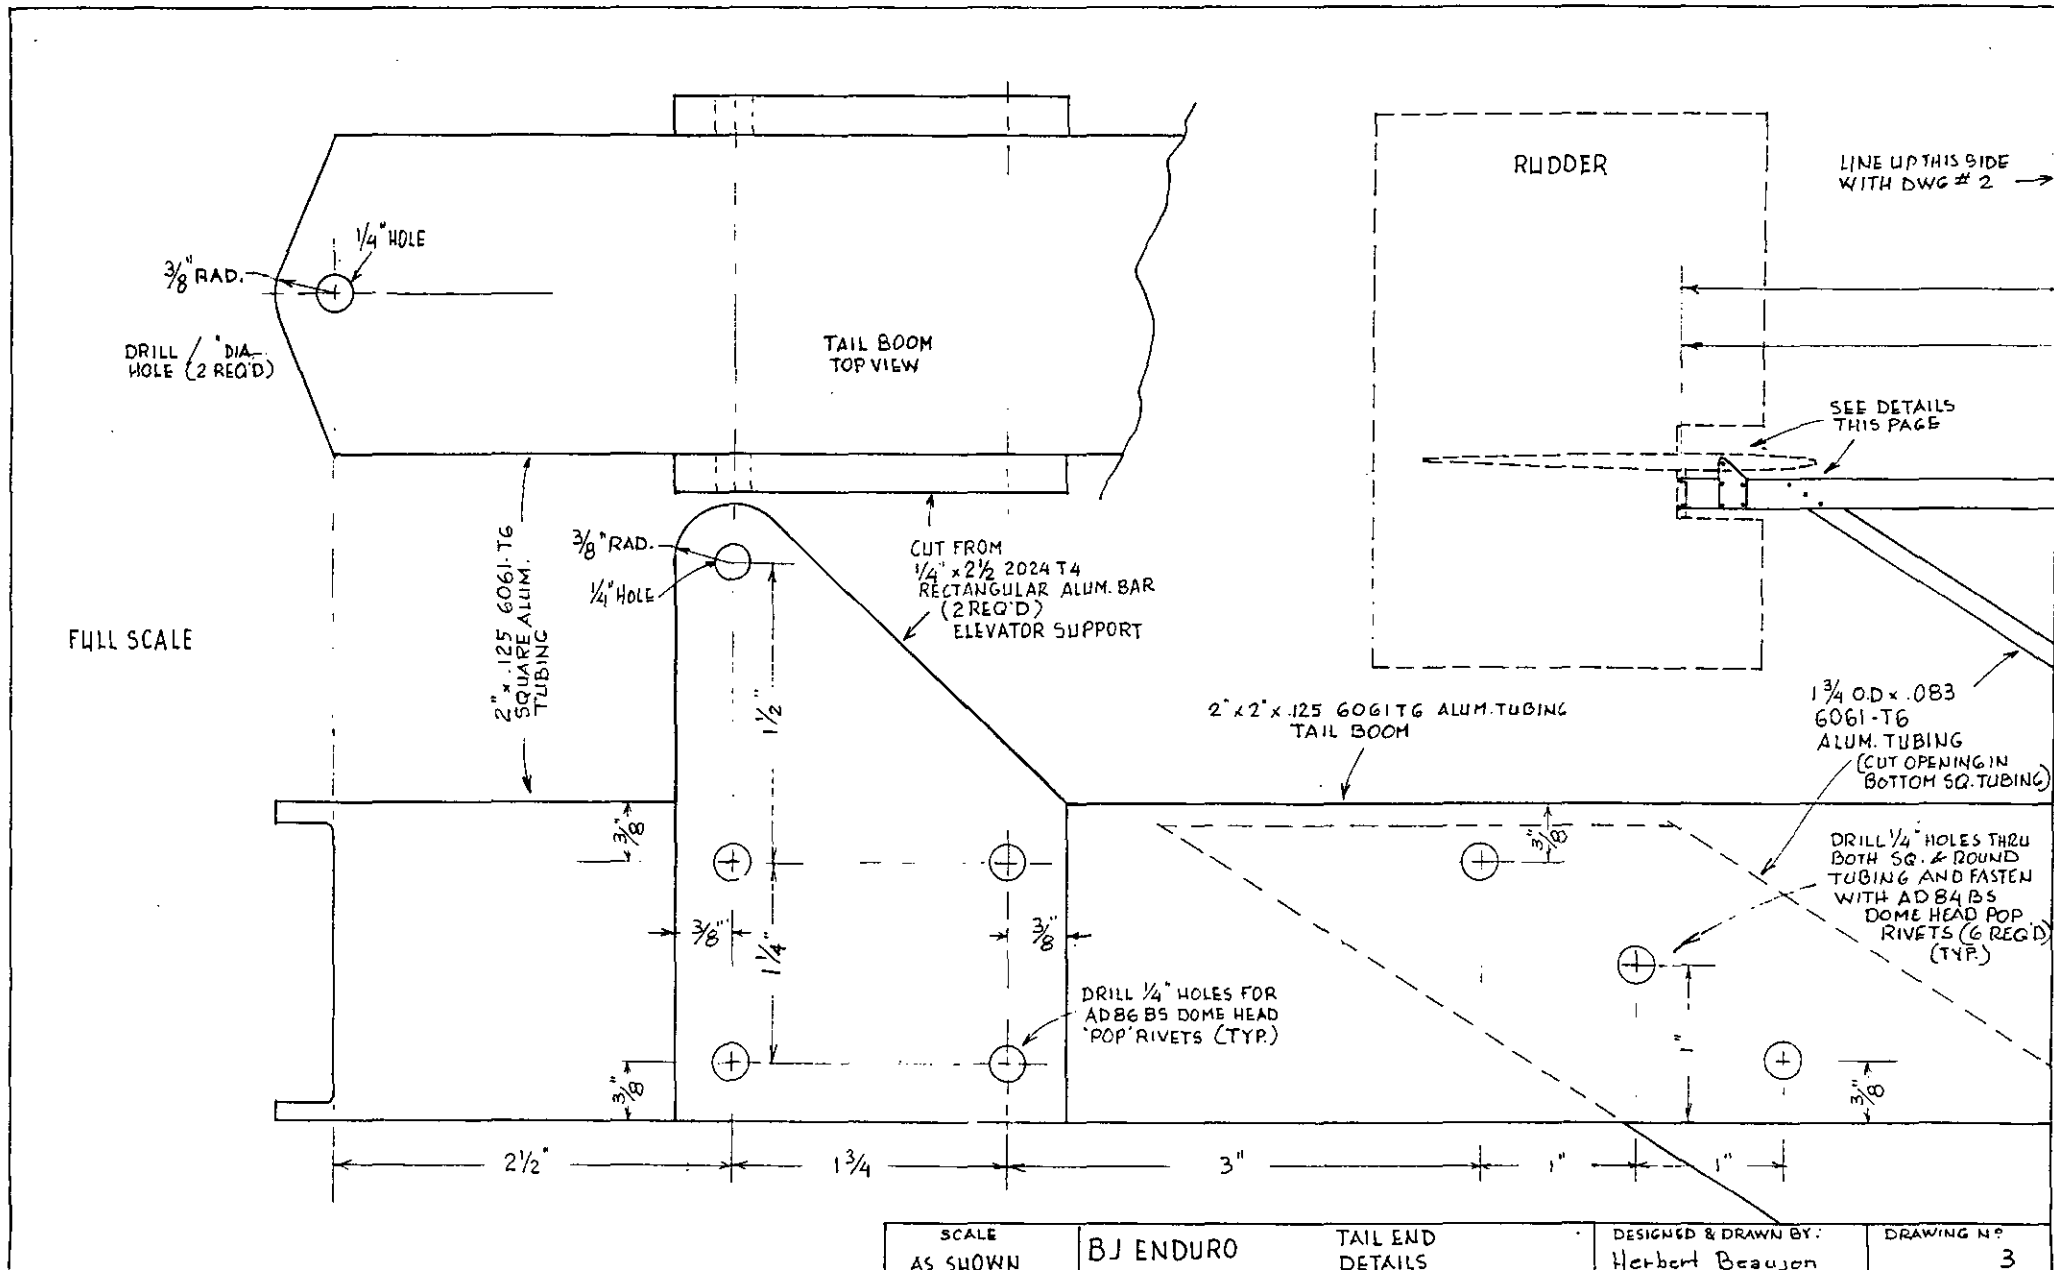 RUDDER
LINE UP THIS SIDE
WITH DWG # 2
1/4" HOLE
3/8" RAD.
DRILL / " DIA.
HOLE (2 REQ'D)
TAIL BOOM
TOP VIEW
SEE DETAILS
THIS PAGE
2" x .125 6061-T6
SQUARE ALUM.
TUBING
3/8" RAD.
1/4" HOLE
CUT FROM
1/4" x 2 1/2 2024 T4
RECTANGULAR ALUM. BAR
(2 REQ'D)
ELEVATOR SUPPORT
FULL SCALE
1 1/2"
2" x 2" x .125 6061 T6 ALUM. TUBING
TAIL BOOM
1 3/4 O.D x .083
6061-T6
ALUM. TUBING
(CUT OPENING IN
BOTTOM SQ. TUBING)
3/8"
3/8"
DRILL 1/4" HOLES THRU
BOTH SQ. & ROUND
TUBING AND FASTEN
WITH AD 84 BS
DOME HEAD POP
RIVETS (6 REQ'D)
(TYP.)
3/8"
1 1/4"
3/8"
DRILL 1/4" HOLES FOR
AD 86 BS DOME HEAD
'POP' RIVETS (TYP.)
1"
3/8"
3/8"
2 1/2"
1 3/4
3"
1"
1"
SCALE
AS SHOWN
BJ ENDURO
TAIL END
DETAILS
DESIGNED & DRAWN BY:
Herbert Beaujon
DRAWING Nº
3